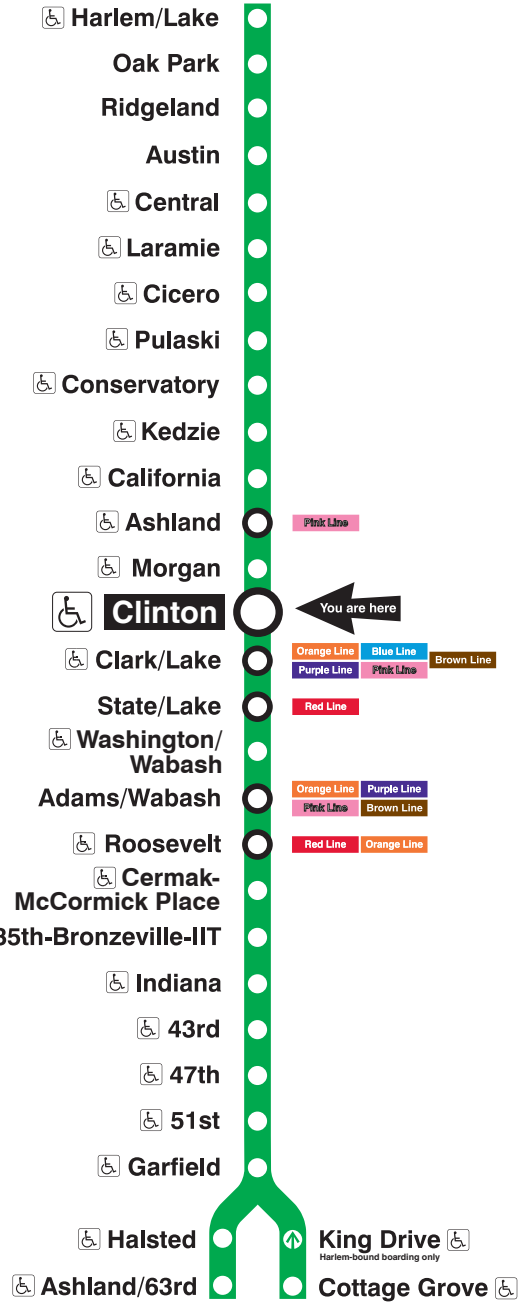 Harlem/Lake
Oak Park
Ridgeland
Austin
Central
Laramie
Cicero
Pulaski
Conservatory
Kedzie
California
Ashland
Pink Line
Morgan
Clinton
You are here
Clark/Lake
Orange Line
Blue Line
Brown Line
Purple Line
Pink Line
State/Lake
Red Line
Washington/
Wabash
Adams/Wabash
Orange Line
Purple Line
Pink Line
Brown Line
Roosevelt
Red Line
Orange Line
Cermak-
McCormick Place
35th-Bronzeville-IIT
Indiana
43rd
47th
51st
Garfield
Halsted
King Drive
Harlem-bound boarding only
Ashland/63rd
Cottage Grove